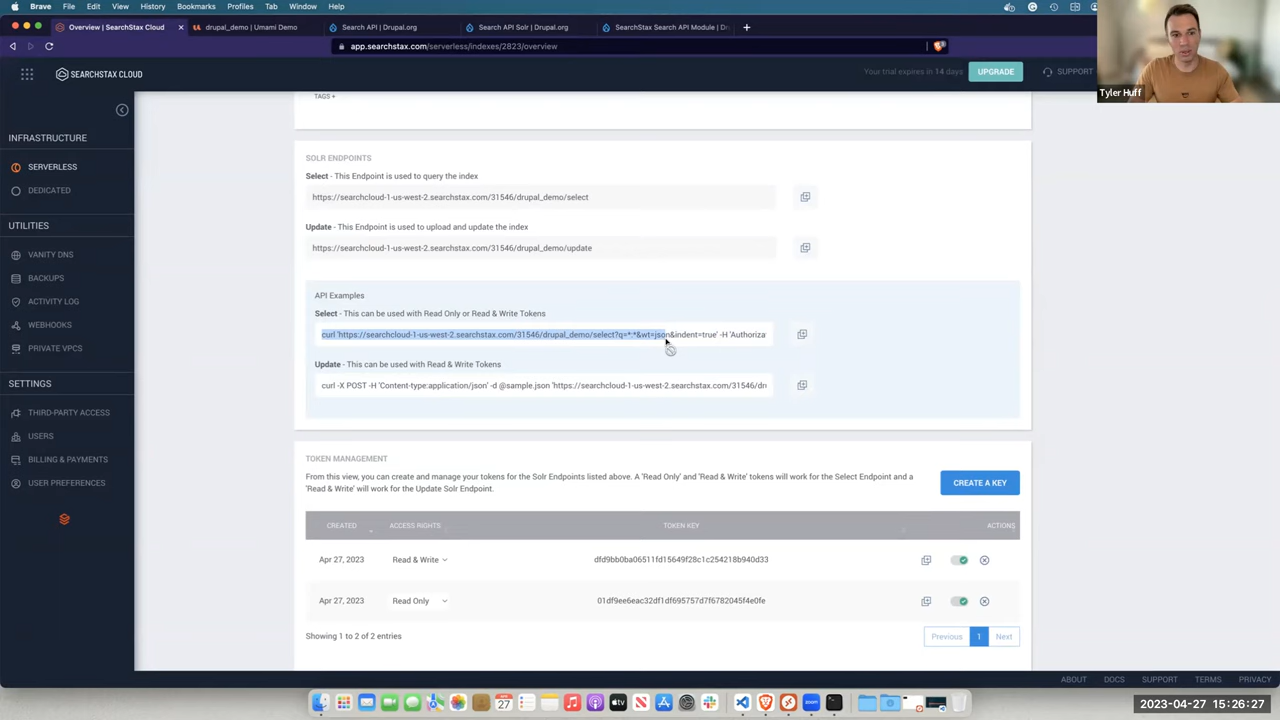 Brave File Edit View History Bookmarks Profiles Tab Window Help
Overview | SearchStax Cloud
drupal_demo | Umami Demo
Search API | Drupal.org
Search API Solr | Drupal.org
SearchStax Search API Module | D
app.searchstax.com/serverless/indexes/2823/overview
SEARCHSTAX CLOUD
Your trial expires in 14 days
UPGRADE
SUPPORT
Tyler Huff
INFRASTRUCTURE
SERVERLESS
DEDICATED
UTILITIES
VANITY DNS
BACKUPS
ACTIVITY LOG
WEBHOOKS
PRIVATE VPCS
SETTINGS
THIRD-PARTY ACCESS
USERS
BILLING & PAYMENTS
USER PREFERENCES
TAGS +
SOLR ENDPOINTS
Select - This Endpoint is used to query the index
https://searchcloud-1-us-west-2.searchstax.com/31546/drupal_demo/select
Update - This Endpoint is used to upload and update the index
https://searchcloud-1-us-west-2.searchstax.com/31546/drupal_demo/update
API Examples
Select - This can be used with Read Only or Read & Write Tokens
curl 'https://searchcloud-1-us-west-2.searchstax.com/31546/drupal_demo/select?q=*:*&wt=json&indent=true' -H 'Authoriza
Update - This can be used with Read & Write Tokens
curl -X POST -H 'Content-type:application/json' -d @sample.json 'https://searchcloud-1-us-west-2.searchstax.com/31546/dru
TOKEN MANAGEMENT
From this view, you can create and manage your tokens for the Solr Endpoints listed above. A 'Read Only' and 'Read & Write' tokens will work for the Select Endpoint and a
'Read & Write' will work for the Update Solr Endpoint.
CREATE A KEY
CREATED ACCESS RIGHTS TOKEN KEY ACTIONS
Apr 27, 2023 Read & Write dfd9bb0ba06511fd15649f28c1c254218b940d33
Apr 27, 2023 Read Only 01df9ee6eac32df1df695757d7f6782045f4e0fe
Showing 1 to 2 of 2 entries
Previous 1 Next
ABOUT DOCS SUPPORT TERMS PRIVACY
2023-04-27 15:26:27